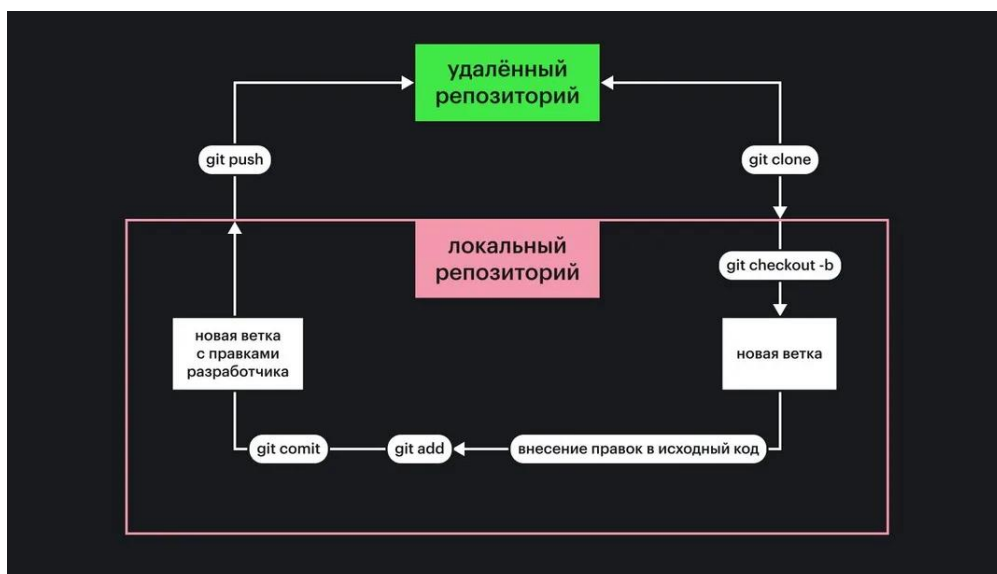 удалённый
репозиторий
git push
git clone
локальный
репозиторий
git checkout -b
новая ветка
с правками
разработчика
новая ветка
git comit
git add
внесение правок в исходный код